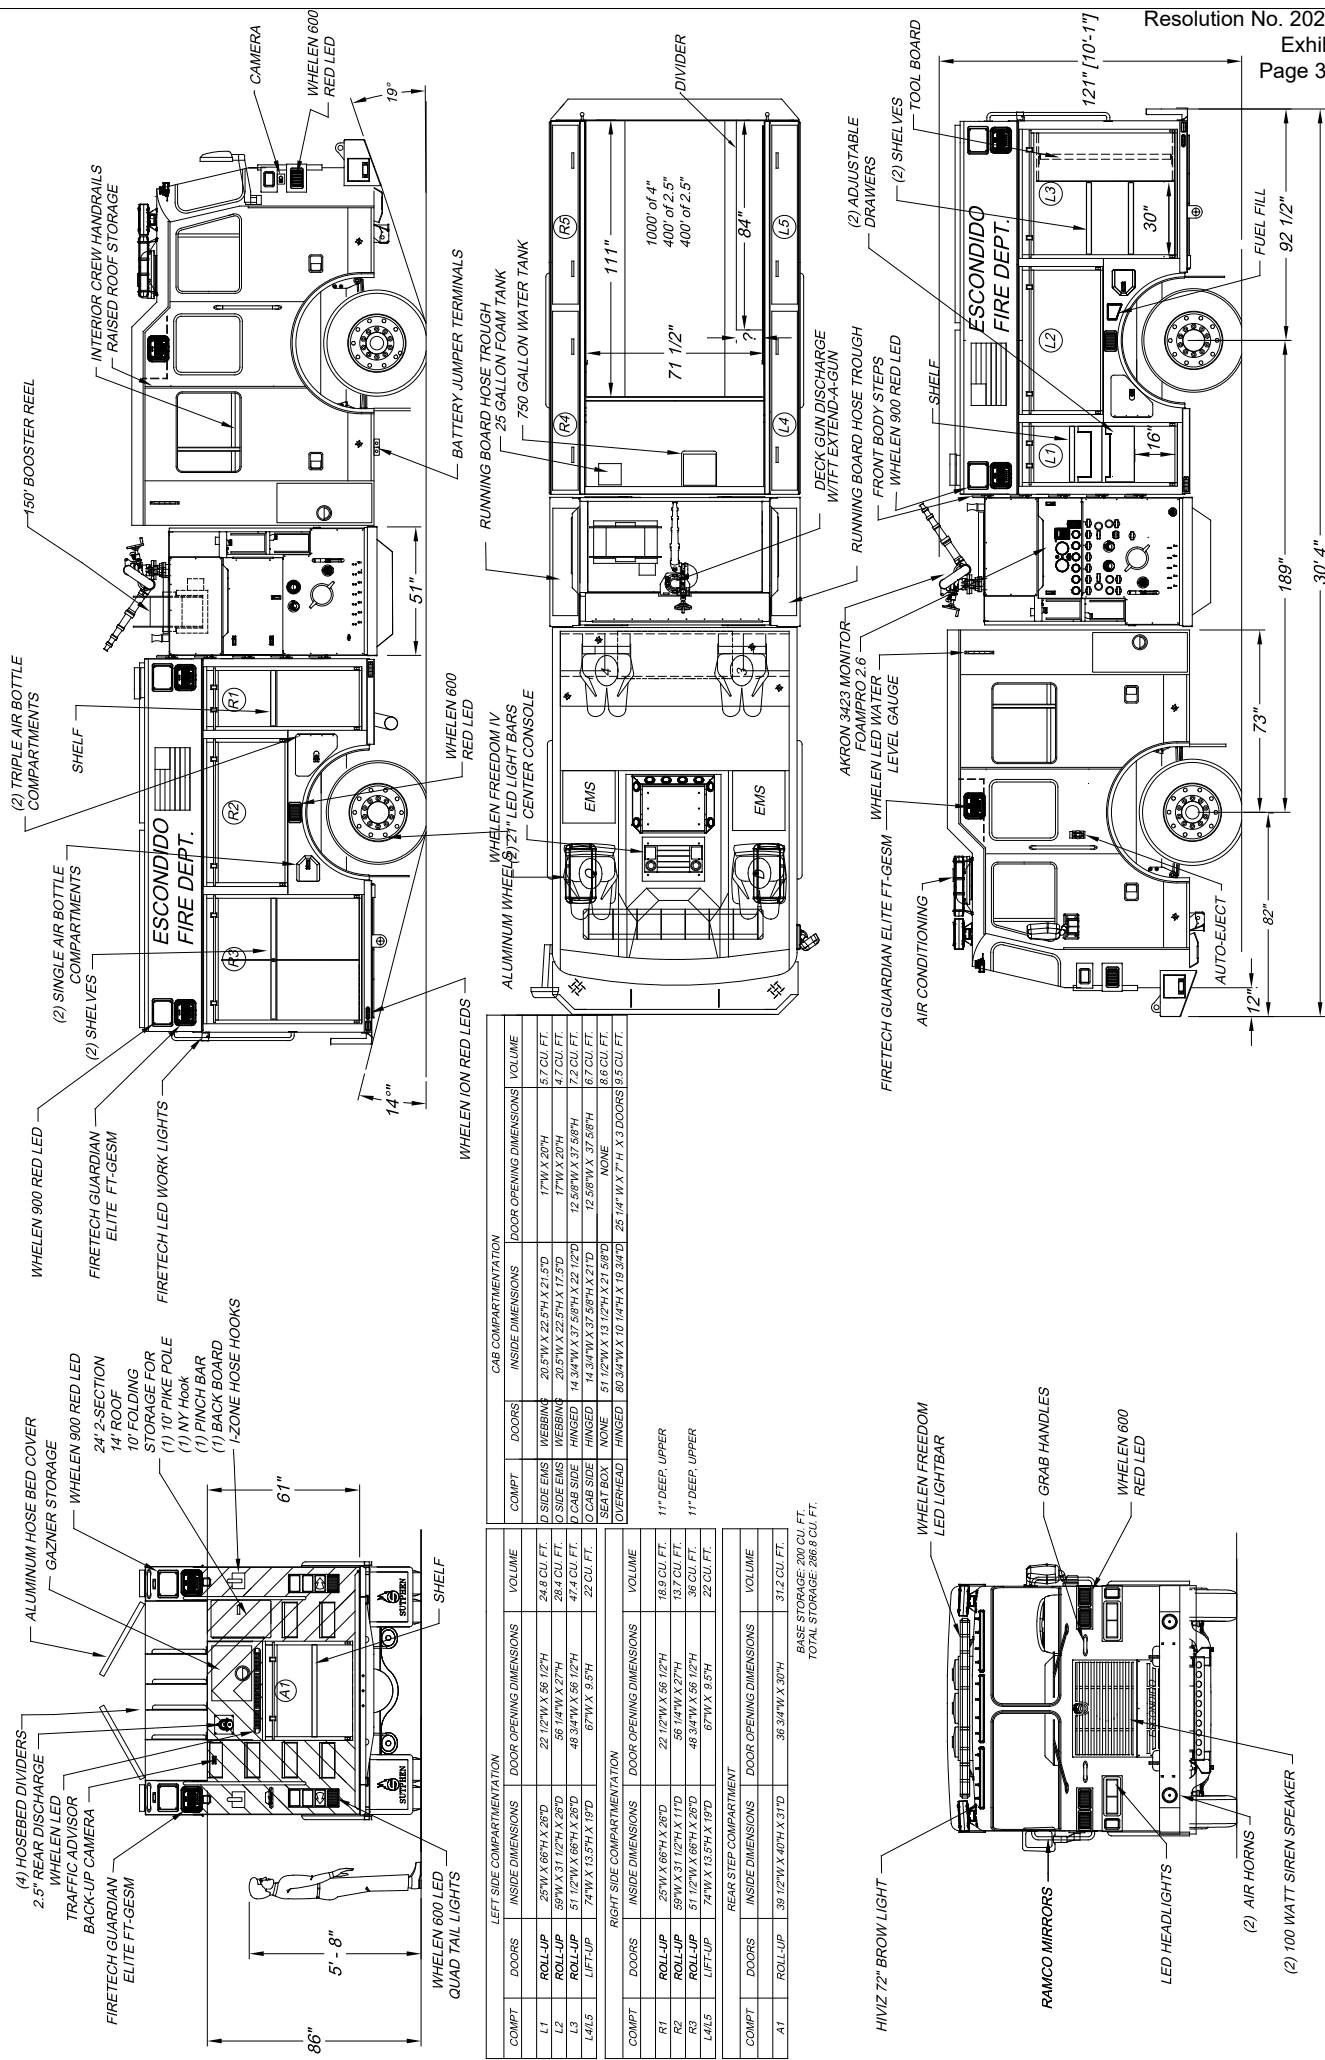 Resolution No. 202
Exhi
Page 3
(2) TRIPLE AIR BOTTLE
COMPARTMENTS
SHELF
(2) SINGLE AIR BOTTLE
COMPARTMENTS
(2) SHELVES
WHELEN 900 RED LED
FIRETECH GUARDIAN
ELITE FT-GESM
FIRETECH LED WORK LIGHTS
150' BOOSTER REEL
INTERIOR CREW HANDRAILS
RAISED ROOF STORAGE
CAMERA
WHELEN 600
RED LED
19°
BATTERY JUMPER TERMINALS
51"
ESCONDIDO
FIRE DEPT.
R1
R2
R3
WHELEN 600
RED LED
ALUMINUM WHEELS
14°"
WHELEN ION RED LEDS
RUNNING BOARD HOSE TROUGH
25 GALLON FOAM TANK
750 GALLON WATER TANK
DIVIDER
R4
R5
111"
71 1/2"
1000' of 4"
400' of 2.5"
400' of 2.5"
84"
?
L4
L5
WHELEN FREEDOM IV
(2) 21" LED LIGHT BARS
CENTER CONSOLE
EMS
EMS
O
D
4
3
DECK GUN DISCHARGE
W/TFT EXTEND-A-GUN
RUNNING BOARD HOSE TROUGH
FRONT BODY STEPS
WHELEN 900 RED LED
SHELF
(2) ADJUSTABLE
DRAWERS
(2) SHELVES
TOOL BOARD
121" [10'-1"]
AKRON 3423 MONITOR
FOAMPRO 2.6
WHELEN LED WATER
LEVEL GAUGE
FIRETECH GUARDIAN ELITE FT-GESM
AIR CONDITIONING
AUTO-EJECT
FUEL FILL
ESCONDIDO
FIRE DEPT.
L1
L2
L3
16"
30"
12"
82"
73"
189"
92 1/2"
30' 4"
ALUMINUM HOSE BED COVER
GAZNER STORAGE
WHELEN 900 RED LED
24' 2-SECTION
14' ROOF
10' FOLDING
STORAGE FOR
(1) 10' PIKE POLE
(1) NY Hook
(1) PINCH BAR
(1) BACK BOARD
I-ZONE HOSE HOOKS
(4) HOSEBED DIVIDERS
2.5" REAR DISCHARGE
WHELEN LED
TRAFFIC ADVISOR
BACK-UP CAMERA
FIRETECH GUARDIAN
ELITE FT-GESM
A1
61"
SUTPHEN
SUTPHEN
SHELF
WHELEN 600 LED
QUAD TAIL LIGHTS
5' - 8"
86"
LEFT SIDE COMPARTMENTATION
COMPT DOORS INSIDE DIMENSIONS DOOR OPENING DIMENSIONS VOLUME
L1 ROLL-UP 25"W X 66"H X 26"D 22 1/2"W X 56 1/2"H 24.8 CU. FT.
L2 ROLL-UP 59"W X 31 1/2"H X 26"D 56 1/4"W X 27"H 28.4 CU. FT.
L3 ROLL-UP 51 1/2"W X 66"H X 26"D 48 3/4"W X 56 1/2"H 47.4 CU. FT.
L4/L5 LIFT-UP 74"W X 13.5"H X 19"D 67"W X 9.5"H 22 CU. FT.
RIGHT SIDE COMPARTMENTATION
COMPT DOORS INSIDE DIMENSIONS DOOR OPENING DIMENSIONS VOLUME
R1 ROLL-UP 25"W X 66"H X 26"D 22 1/2"W X 56 1/2"H 18.9 CU. FT. 11" DEEP, UPPER
R2 ROLL-UP 59"W X 31 1/2"H X 11"D 56 1/4"W X 27"H 13.7 CU. FT.
R3 ROLL-UP 51 1/2"W X 66"H X 26"D 48 3/4"W X 56 1/2"H 36 CU. FT. 11" DEEP, UPPER
L4/L5 LIFT-UP 74"W X 13.5"H X 19"D 67"W X 9.5"H 22 CU. FT.
REAR STEP COMPARTMENT
COMPT DOORS INSIDE DIMENSIONS DOOR OPENING DIMENSIONS VOLUME
A1 ROLL-UP 39 1/2"W X 40"H X 31"D 36 3/4"W X 30"H 31.2 CU. FT.
BASE STORAGE: 200 CU. FT.
TOTAL STORAGE: 286.8 CU. FT.
CAB COMPARTMENTATION
COMPT DOORS INSIDE DIMENSIONS DOOR OPENING DIMENSIONS VOLUME
D SIDE EMS WEBBING 20.5"W X 22.5"H X 21.5"D 17"W X 20"H 5.7 CU. FT.
O SIDE EMS WEBBING 20.5"W X 22.5"H X 17.5"D 17"W X 20"H 4.7 CU. FT.
D CAB SIDE HINGED 14 3/4"W X 37 5/8"H X 22 1/2"D 12 5/8"W X 37 5/8"H 7.2 CU. FT.
O CAB SIDE HINGED 14 3/4"W X 37 5/8"H X 21"D 12 5/8"W X 37 5/8"H 6.7 CU. FT.
SEAT BOX NONE 51 1/2"W X 13 1/2"H X 21 5/8"D NONE 8.6 CU. FT.
OVERHEAD HINGED 80 3/4"W X 10 1/4"H X 19 3/4"D 25 1/4" W X 7" H X 3 DOORS 9.5 CU. FT.
WHELEN FREEDOM
LED LIGHTBAR
GRAB HANDLES
WHELEN 600
RED LED
HIVIZ 72" BROW LIGHT
RAMCO MIRRORS
LED HEADLIGHTS
(2) AIR HORNS
(2) 100 WATT SIREN SPEAKER
ESCONDIDO